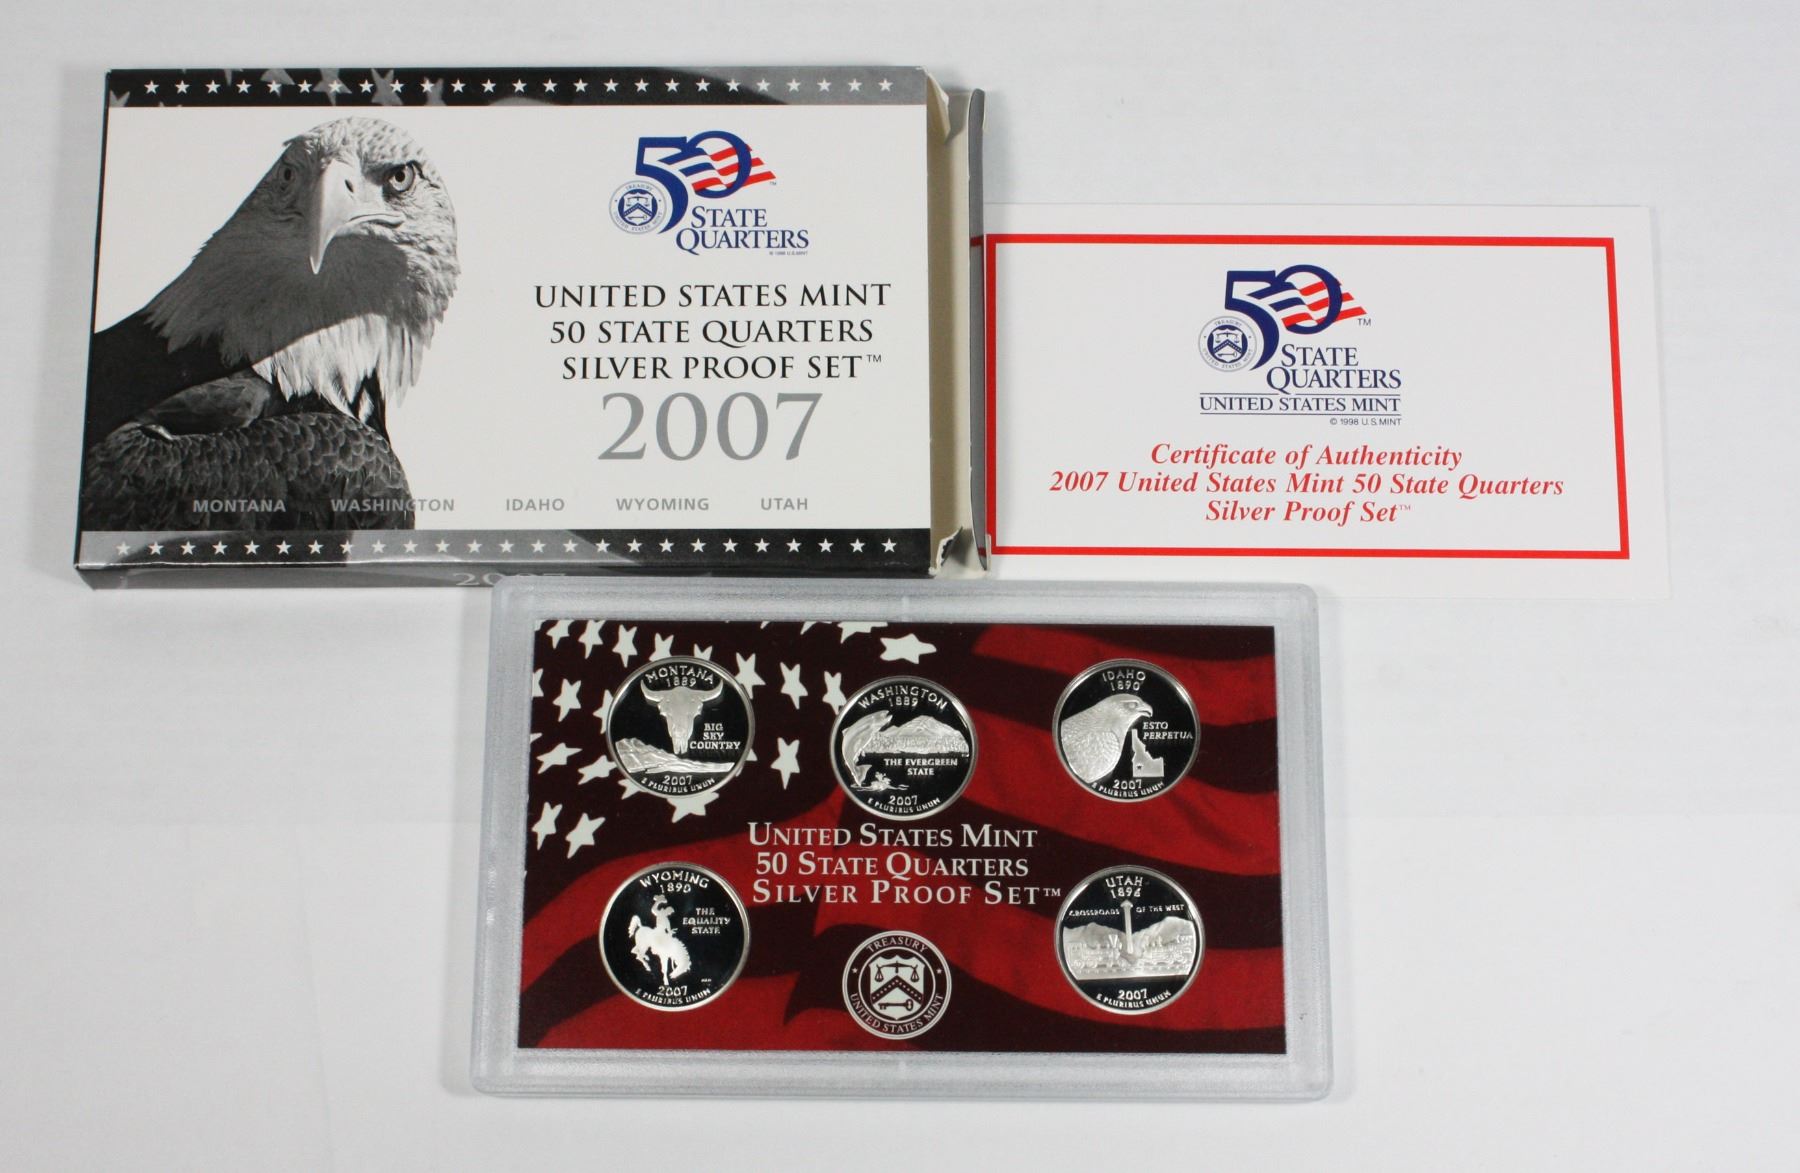 50
STATE
QUARTERS
© 1998 U.S. MINT
UNITED STATES MINT
50 STATE QUARTERS
SILVER PROOF SET™
2007
MONTANA WASHINGTON IDAHO WYOMING UTAH
2007
50
STATE
QUARTERS
UNITED STATES MINT
© 1998 U.S. MINT
Certificate of Authenticity
2007 United States Mint 50 State Quarters
Silver Proof Set™
MONTANA
1889
BIG
SKY
COUNTRY
2007
E PLURIBUS UNUM
WASHINGTON
1889
THE EVERGREEN
STATE
2007
E PLURIBUS UNUM
IDAHO
1890
ESTO
PERPETUA
2007
E PLURIBUS UNUM
UNITED STATES MINT
50 STATE QUARTERS
SILVER PROOF SET™
WYOMING
1890
THE
EQUALITY
STATE
2007
E PLURIBUS UNUM
TREASURY
UNITED STATES MINT
UTAH
1896
CROSSROADS OF THE WEST
2007
E PLURIBUS UNUM